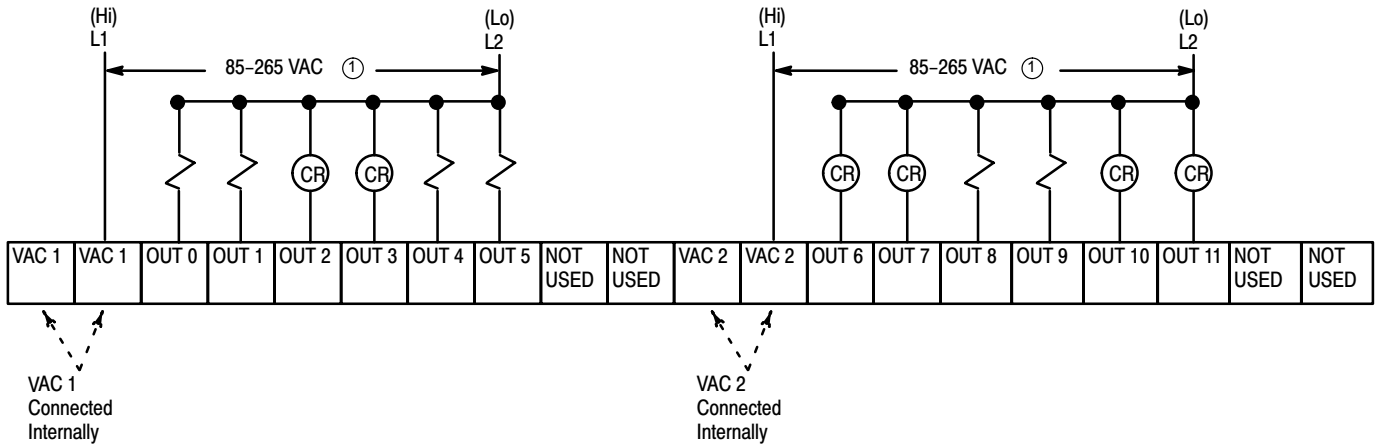 (Hi)
L1
(Lo)
L2
(Hi)
L1
(Lo)
L2
85–265 VAC ①
85–265 VAC ①
CR
CR
CR
CR
CR
CR
VAC 1
VAC 1
OUT 0
OUT 1
OUT 2
OUT 3
OUT 4
OUT 5
NOT
USED
NOT
USED
VAC 2
VAC 2
OUT 6
OUT 7
OUT 8
OUT 9
OUT 10
OUT 11
NOT
USED
NOT
USED
VAC 1
Connected
Internally
VAC 2
Connected
Internally